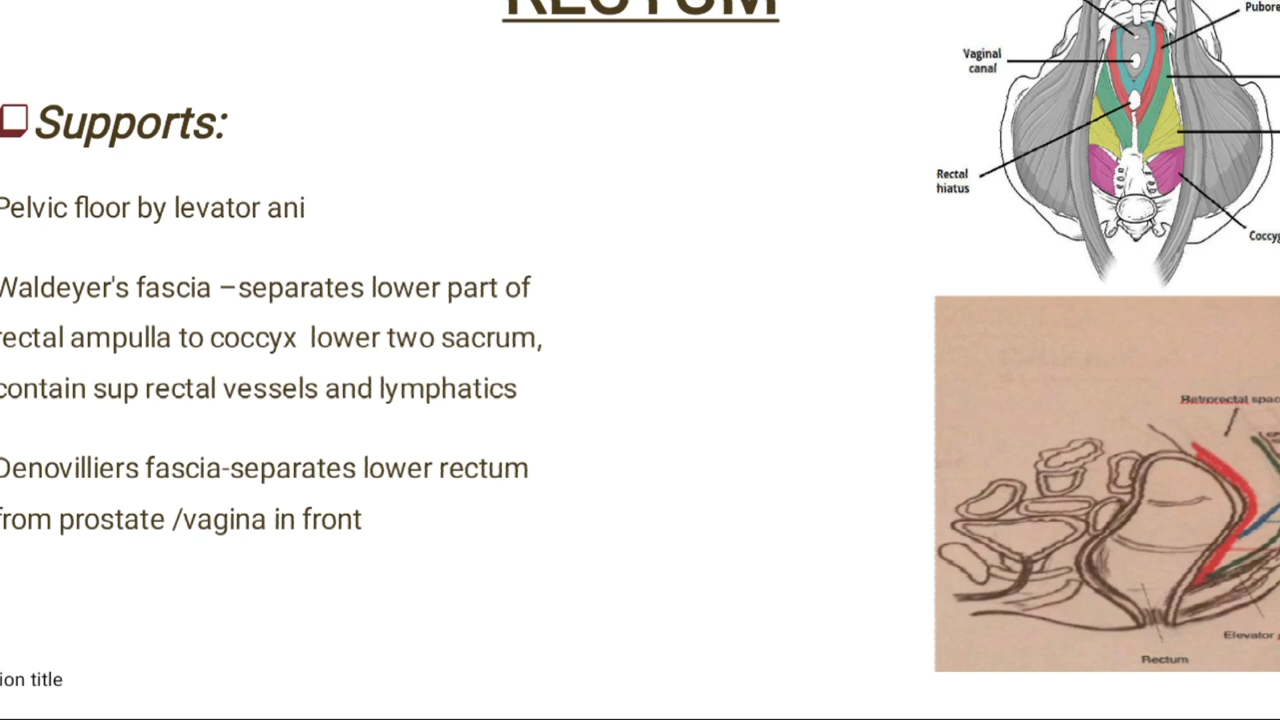 RECTUM
Supports:
Pelvic floor by levator ani
Waldeyer's fascia –separates lower part of
rectal ampulla to coccyx lower two sacrum,
contain sup rectal vessels and lymphatics
Denovilliers fascia-separates lower rectum
from prostate /vagina in front
ion title
Pubore
Vaginal
canal
Rectal
hiatus
Coccyg
Retrorectal spac
Elevator
Rectum